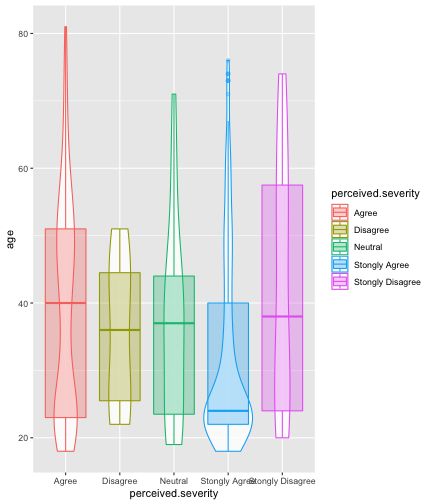 80
60
40
20
age
Agree
Disagree
Neutral
Stongly Agree
Stongly Disagree
perceived.severity
perceived.severity
Agree
Disagree
Neutral
Stongly Agree
Stongly Disagree